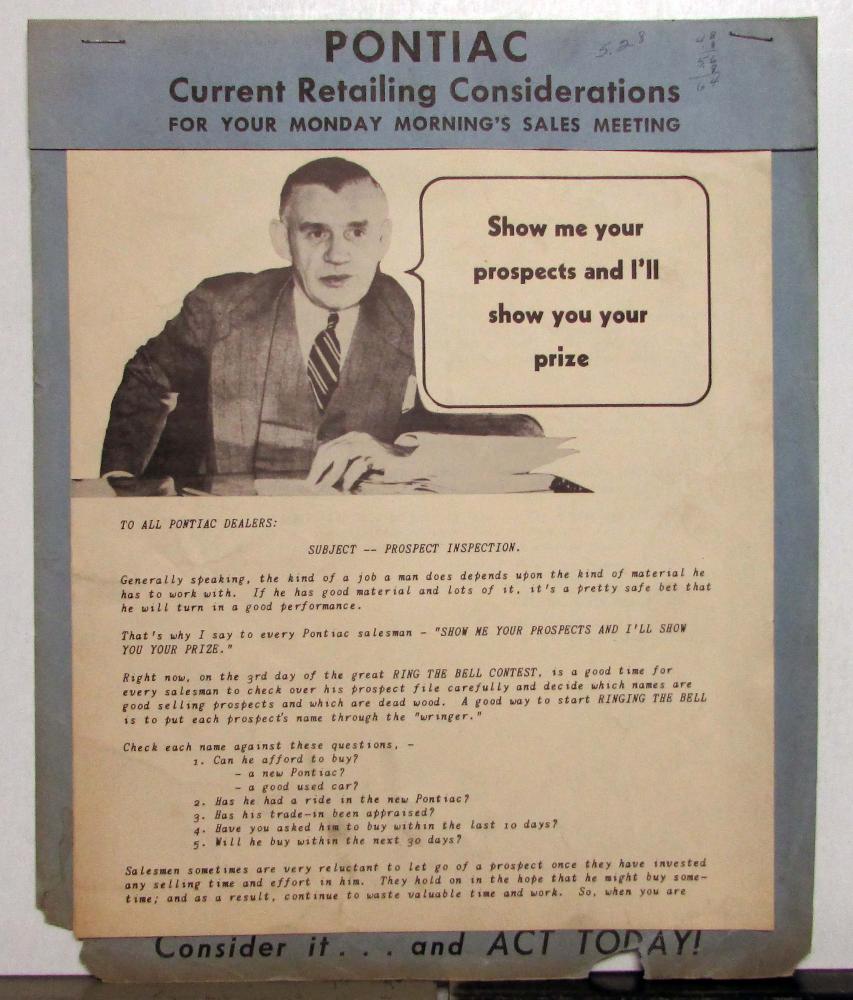 PONTIAC
5.28
Current Retailing Considerations
FOR YOUR MONDAY MORNING'S SALES MEETING
Show me your
prospects and I'll
show you your
prize
TO ALL PONTIAC DEALERS:
SUBJECT -- PROSPECT INSPECTION.
Generally speaking, the kind of a job a man does depends upon the kind of material he
has to work with. If he has good material and lots of it, it's a pretty safe bet that
he will turn in a good performance.
That's why I say to every Pontiac salesman - "SHOW ME YOUR PROSPECTS AND I'LL SHOW
YOU YOUR PRIZE."
Right now, on the 3rd day of the great RING THE BELL CONTEST, is a good time for
every salesman to check over his prospect file carefully and decide which names are
good selling prospects and which are dead wood. A good way to start RINGING THE BELL
is to put each prospect's name through the "wringer."
Check each name against these questions, -
1. Can he afford to buy?
- a new Pontiac?
- a good used car?
2. Has he had a ride in the new Pontiac?
3. Has his trade-in been appraised?
4. Have you asked him to buy within the last 10 days?
5. Will he buy within the next 30 days?
Salesmen sometimes are very reluctant to let go of a prospect once they have invested
any selling time and effort in him. They hold on in the hope that he might buy some-
time; and as a result, continue to waste valuable time and work. So, when you are
Consider it . . . and ACT TODAY!